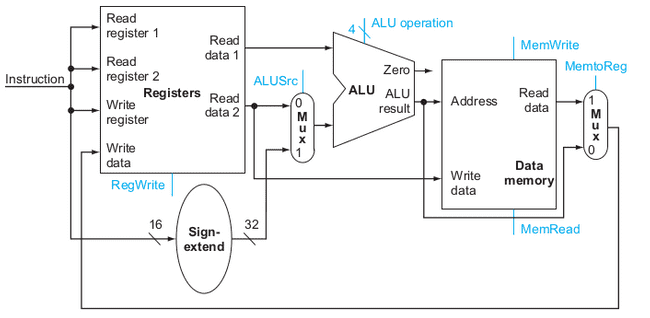 Instruction
Read
register 1
Read
register 2
Write
register
Write
data
Registers
Read
data 1
Read
data 2
RegWrite
16
Sign-
extend
32
ALUSrc
0
M
u
x
1
4
ALU operation
Zero
ALU
ALU
result
MemWrite
Address
Read
data
Write
data
Data
memory
MemRead
MemtoReg
1
M
u
x
0